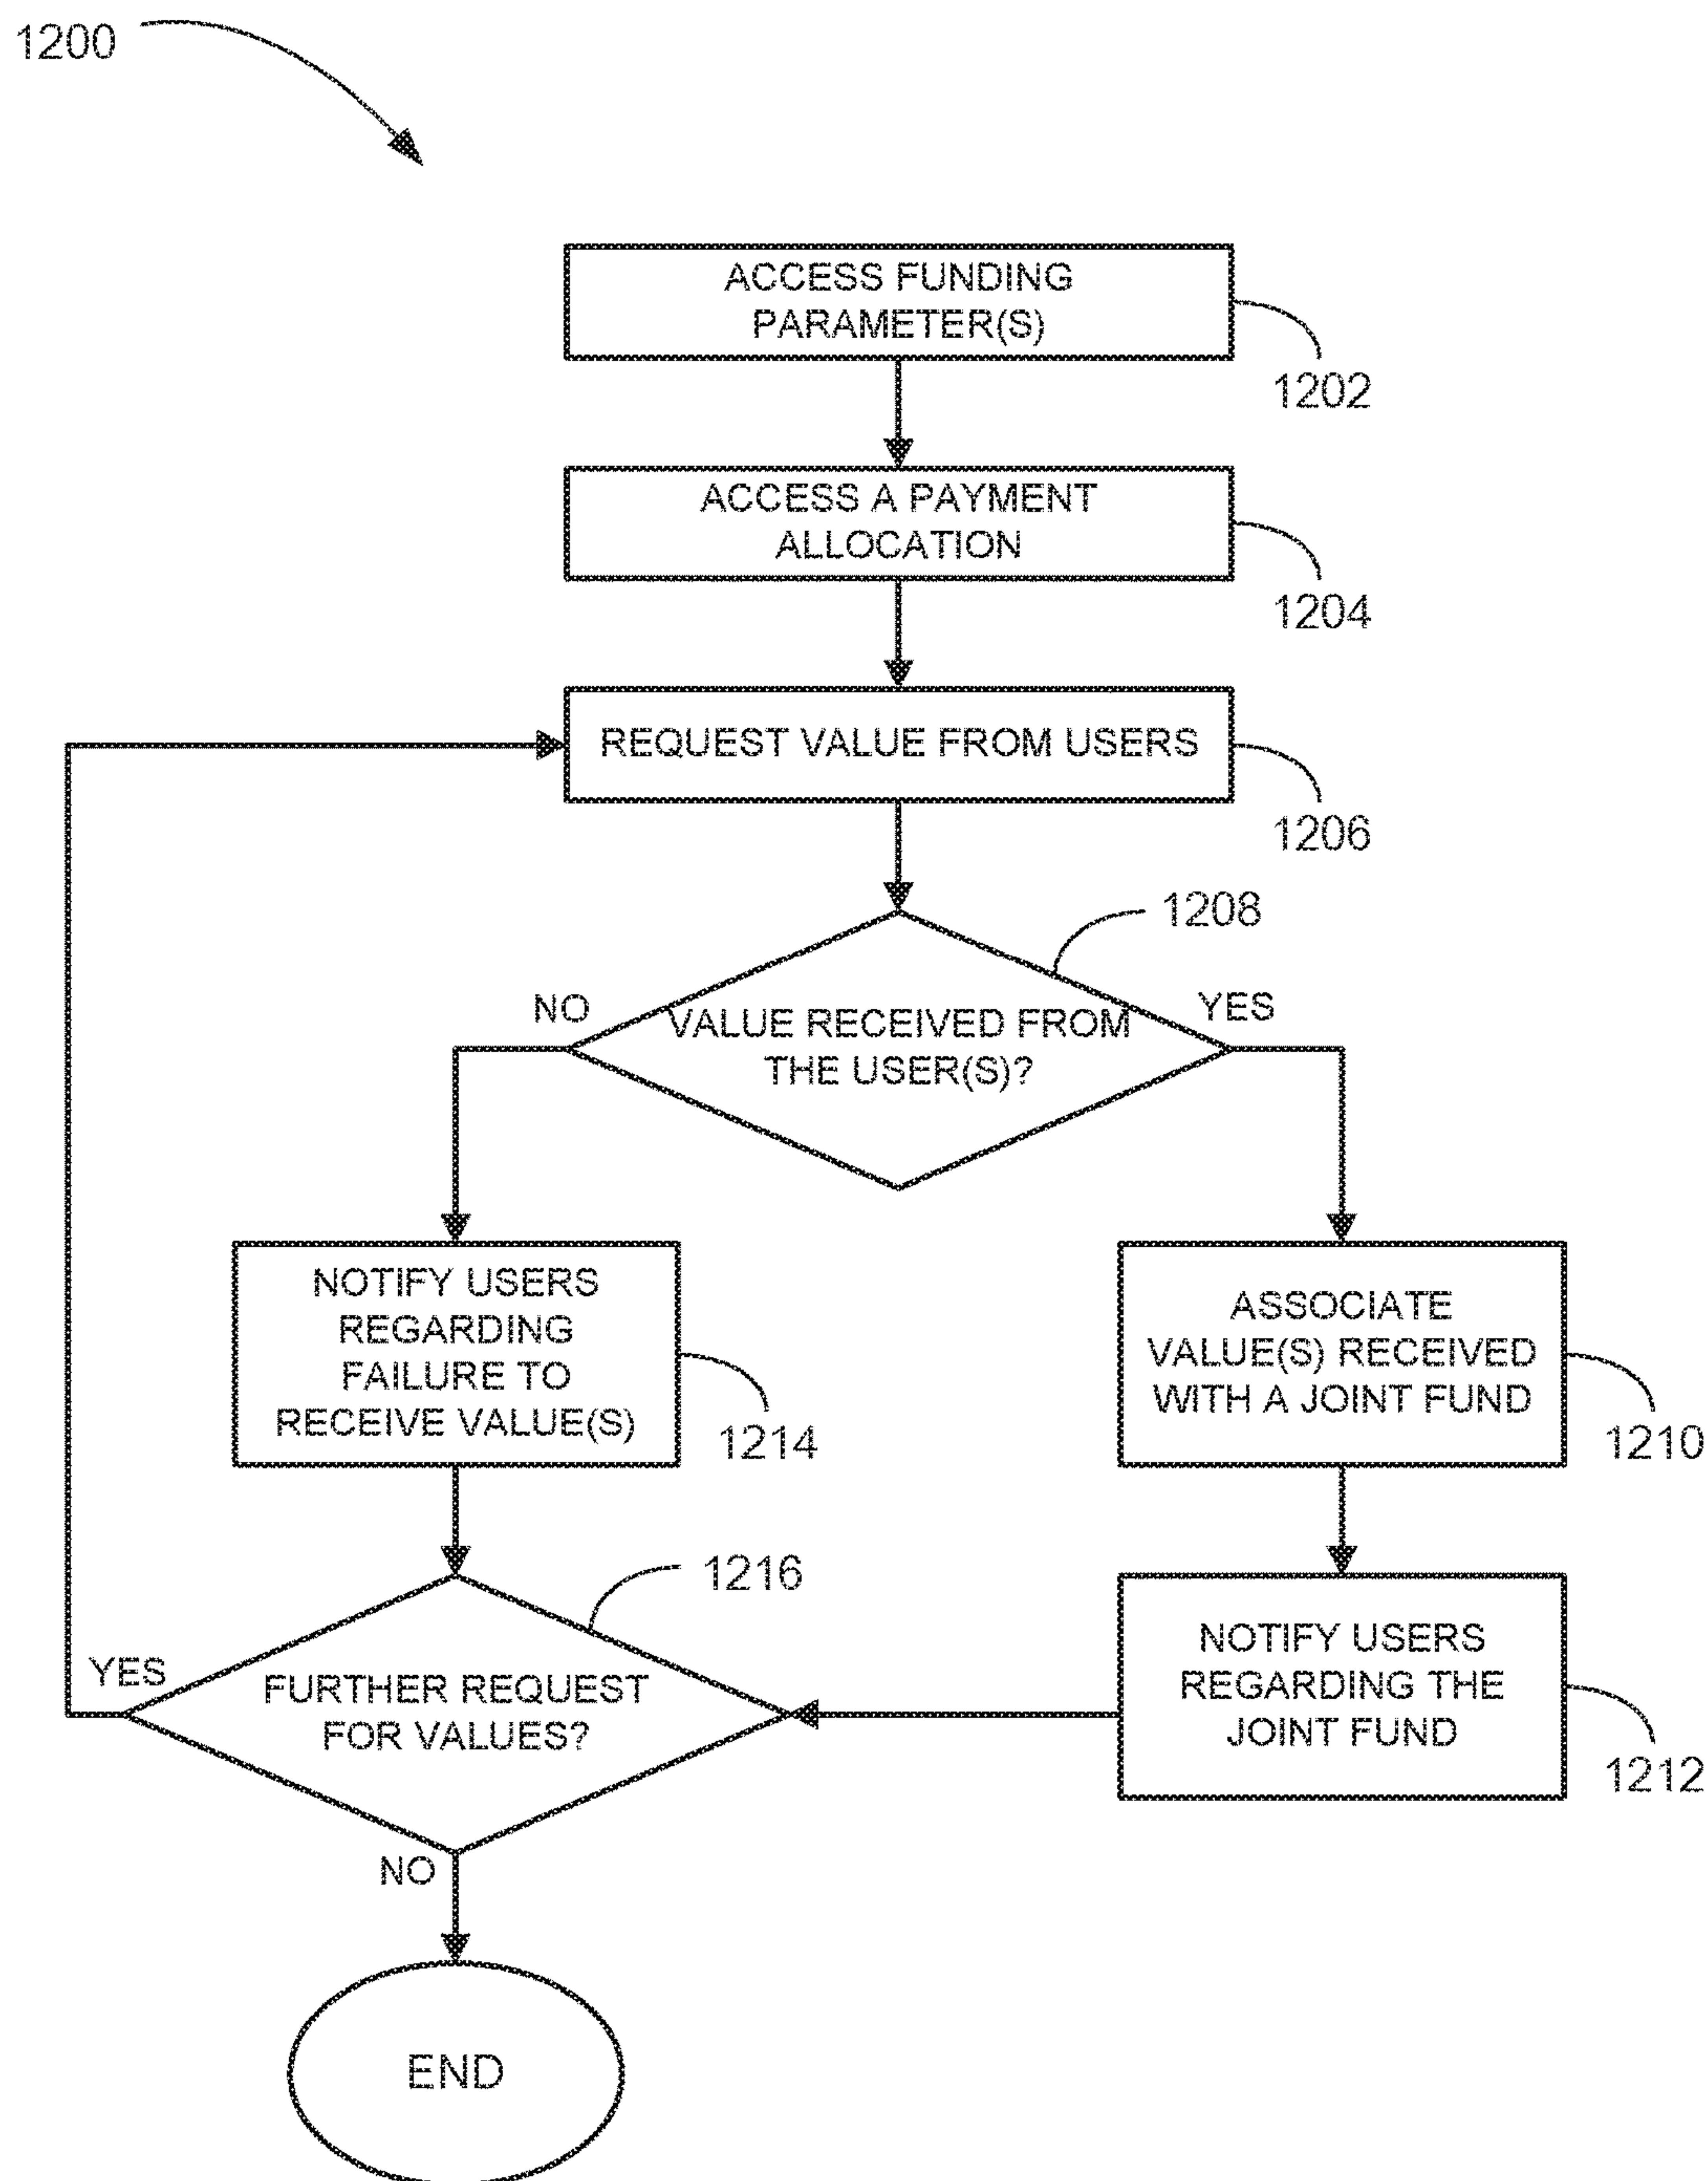 1200
ACCESS FUNDING
PARAMETER(S)
1202
ACCESS A PAYMENT
ALLOCATION
1204
REQUEST VALUE FROM USERS
1206
1208
NO
VALUE RECEIVED FROM
THE USER(S)?
YES
NOTIFY USERS
REGARDING
FAILURE TO
RECEIVE VALUE(S)
1214
ASSOCIATE
VALUE(S) RECEIVED
WITH A JOINT FUND
1210
1216
YES
FURTHER REQUEST
FOR VALUES?
NO
NOTIFY USERS
REGARDING THE
JOINT FUND
1212
END